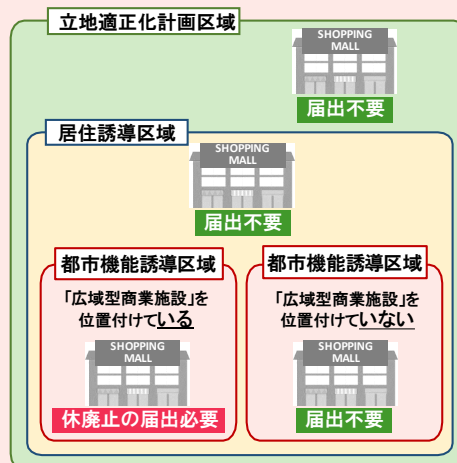 立地適正化計画区域
SHOPPING
MALL
届出不要
居住誘導区域
SHOPPING
MALL
届出不要
都市機能誘導区域
「広域型商業施設」を
位置付けている
SHOPPING
MALL
休廃止の届出必要
都市機能誘導区域
「広域型商業施設」を
位置付けていない
SHOPPING
MALL
届出不要